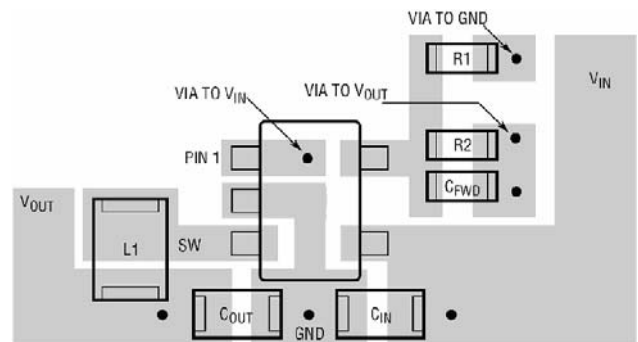 VIA TO GND
R1
VIN
VIA TO VIN
VIA TO VOUT
PIN 1
R2
CFWD
VOUT
L1
SW
COUT
GND
CIN